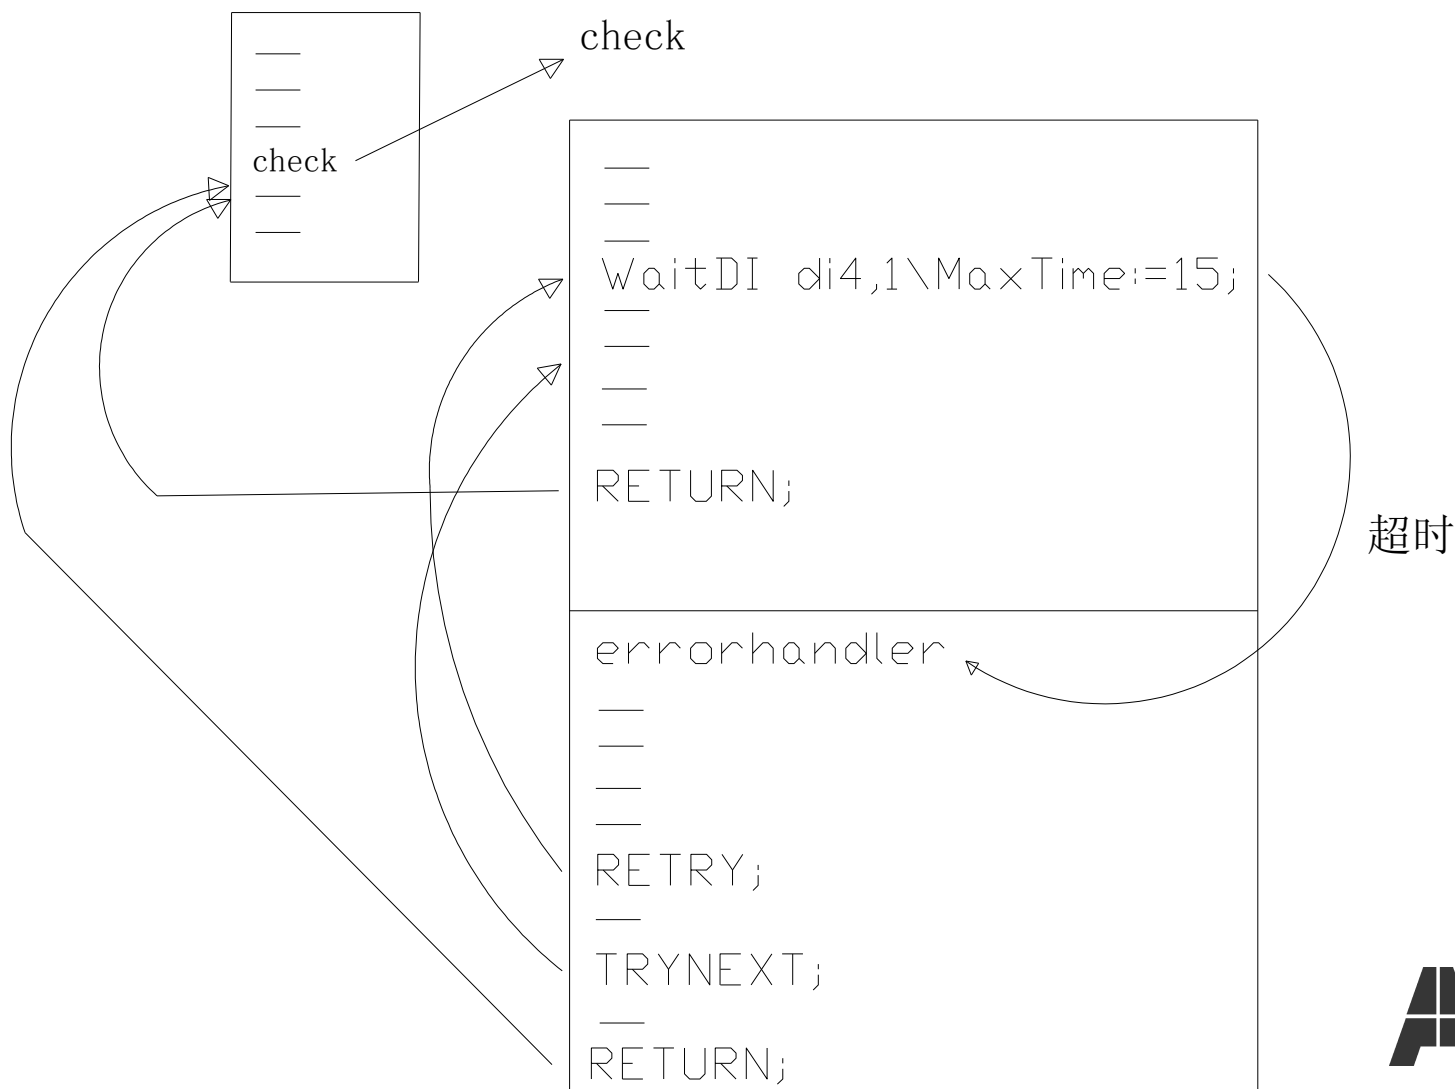 check
check
WaitDI di4,1\MaxTime:=15;
RETURN;
超时
errorhandler
RETRY;
TRYNEXT;
RETURN;